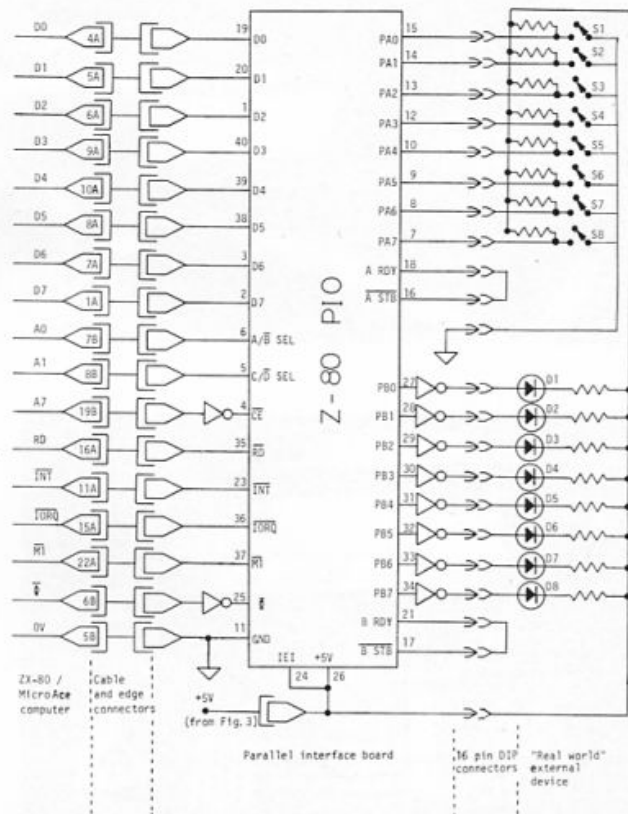 D0 4A 19 D0 15 PA0 S1
D1 5A 20 D1 14 PA1 S2
D2 6A 1 D2 13 PA2 S3
D3 9A 40 D3 12 PA3 S4
D4 10A 39 D4 10 PA4 S5
D5 8A 38 D5 9 PA5 S6
D6 7A 3 D6 8 PA6 S7
D7 1A 2 D7 7 PA7 S8
18 A RDY
16 A STB
Z-80 PIO
A0 7B 6 A/B SEL
A1 8B 5 C/D SEL
A7 19B 4 CE 27 PB0 D1
RD 16A 35 RD 28 PB1 D2
INT 11A 23 INT 29 PB2 D3
IORQ 15A 36 IORQ 30 PB3 D4
M1 22A 37 M1 31 PB4 D5
Φ 6B 25 Φ 32 PB5 D6
0V 5B 11 GND 33 PB6 D7
34 PB7 D8
21 B RDY
17 B STB
IEI +5V
24 26
ZX-80 /
MicroAce
computer
Cable
and edge
connectors
+5V
(from Fig.3)
Parallel interface board
16 pin DIP
connectors
"Real world"
external
device